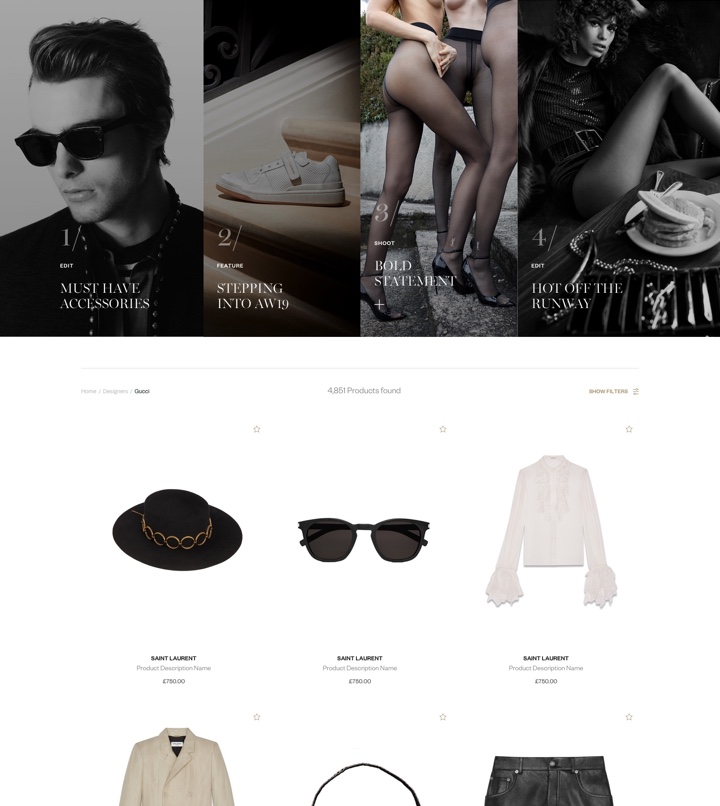 1/
EDIT
MUST HAVE
ACCESSORIES
2/
FEATURE
STEPPING
INTO AW19
3/
SHOOT
BOLD
STATEMENT
+
4/
EDIT
HOT OFF THE
RUNWAY
Home / Designers / Gucci
4,851 Products found
SHOW FILTERS
SAINT LAURENT
Product Description Name
£750.00
SAINT LAURENT
Product Description Name
£750.00
SAINT LAURENT
Product Description Name
£750.00